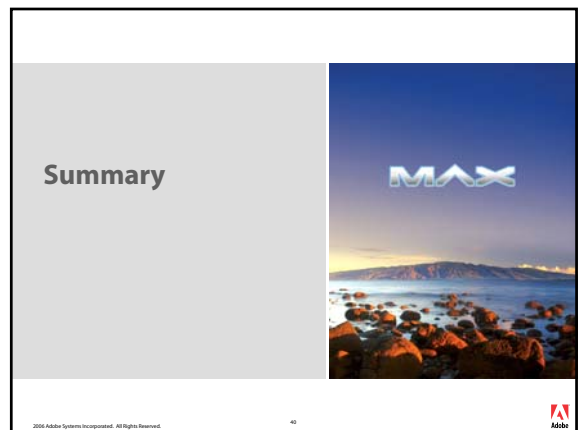 Summary
MAX
2006 Adobe Systems Incorporated. All Rights Reserved.
40
Adobe